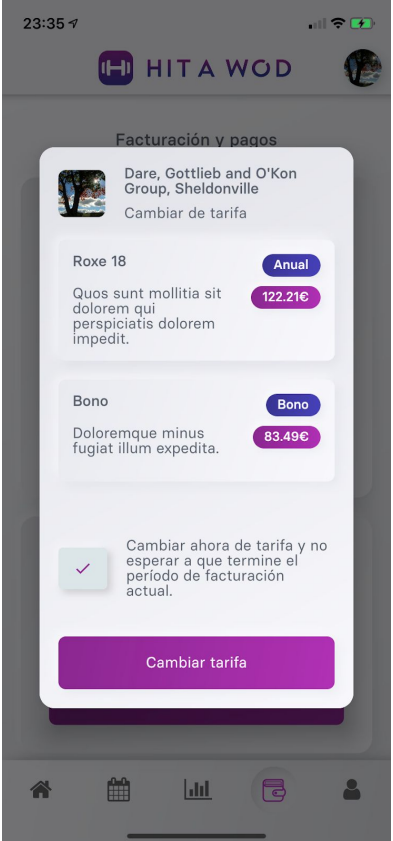 23:35
HIT A WOD
Facturación y pagos
Dare, Gottlieb and O'Kon
Group, Sheldonville
Cambiar de tarifa
Roxe 18
Anual
Quos sunt mollitia sit
dolorem qui
perspiciatis dolorem
impedit.
122.21€
Bono
Bono
Doloremque minus
fugiat illum expedita.
83.49€
Cambiar ahora de tarifa y no
esperar a que termine el
período de facturación
actual.
Cambiar tarifa